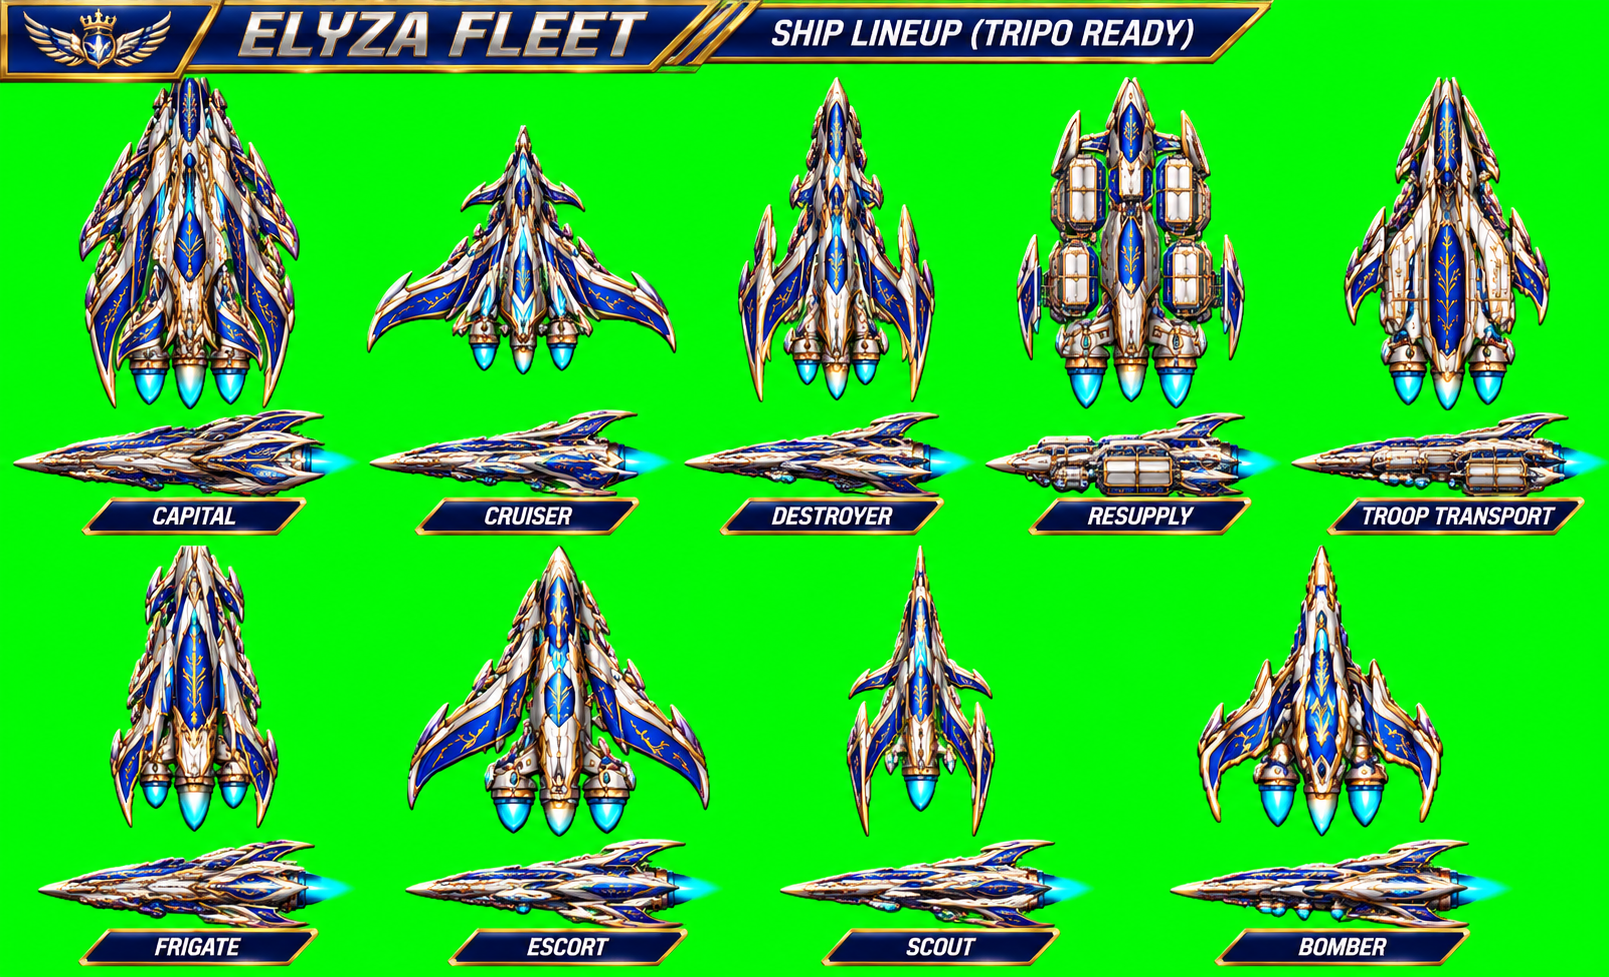 ELYZA FLEET
SHIP LINEUP (TRIPO READY)
CAPITAL
CRUISER
DESTROYER
RESUPPLY
TROOP TRANSPORT
FRIGATE
ESCORT
SCOUT
BOMBER